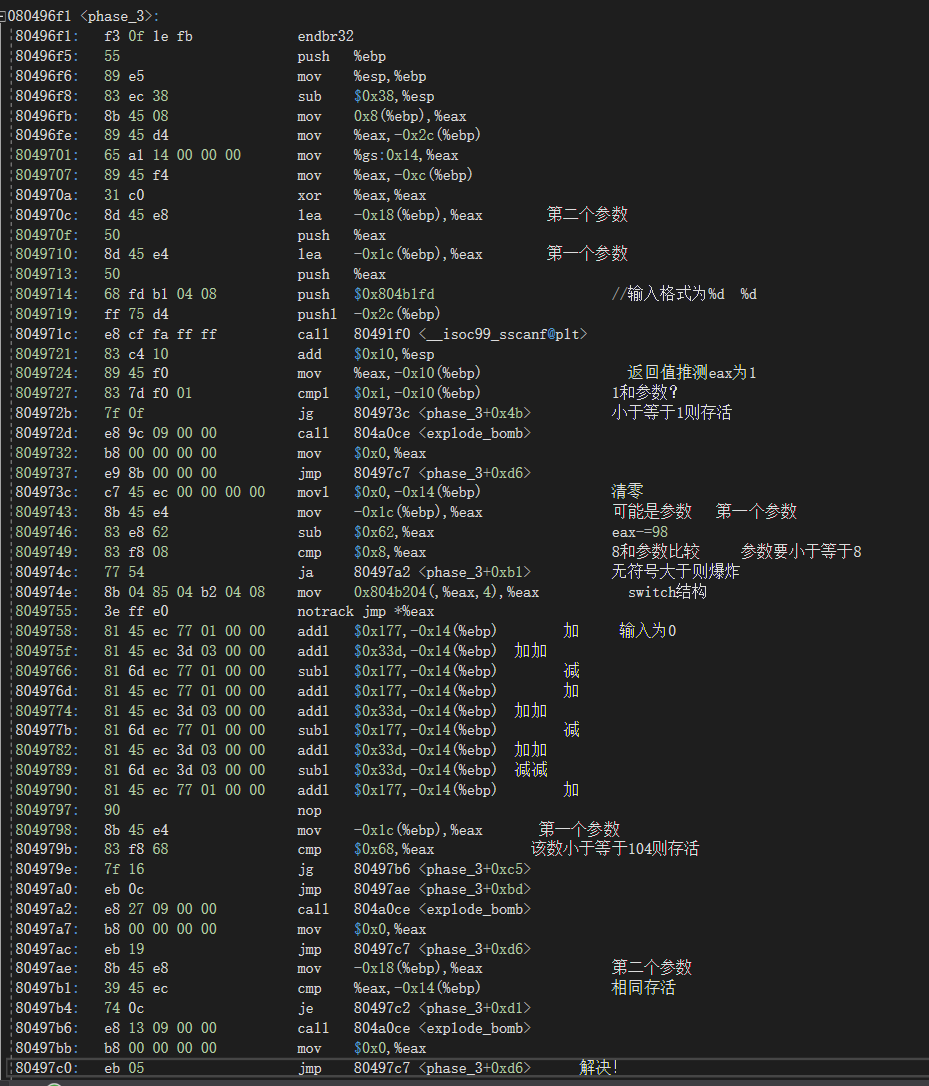 080496f1 <phase_3>:
80496f1: f3 0f 1e fb endbr32
80496f5: 55 push %ebp
80496f6: 89 e5 mov %esp,%ebp
80496f8: 83 ec 38 sub $0x38,%esp
80496fb: 8b 45 08 mov 0x8(%ebp),%eax
80496fe: 89 45 d4 mov %eax,-0x2c(%ebp)
8049701: 65 a1 14 00 00 00 mov %gs:0x14,%eax
8049707: 89 45 f4 mov %eax,-0xc(%ebp)
804970a: 31 c0 xor %eax,%eax
804970c: 8d 45 e8 lea -0x18(%ebp),%eax 第二个参数
804970f: 50 push %eax
8049710: 8d 45 e4 lea -0x1c(%ebp),%eax 第一个参数
8049713: 50 push %eax
8049714: 68 fd b1 04 08 push $0x804b1fd //输入格式为%d %d
8049719: ff 75 d4 pushl -0x2c(%ebp)
804971c: e8 cf fa ff ff call 80491f0 <__isoc99_sscanf@plt>
8049721: 83 c4 10 add $0x10,%esp
8049724: 89 45 f0 mov %eax,-0x10(%ebp) 返回值推测eax为1
8049727: 83 7d f0 01 cmpl $0x1,-0x10(%ebp) 1和参数?
804972b: 7f 0f jg 804973c <phase_3+0x4b> 小于等于1则存活
804972d: e8 9c 09 00 00 call 804a0ce <explode_bomb>
8049732: b8 00 00 00 00 mov $0x0,%eax
8049737: e9 8b 00 00 00 jmp 80497c7 <phase_3+0xd6>
804973c: c7 45 ec 00 00 00 00 movl $0x0,-0x14(%ebp) 清零
8049743: 8b 45 e4 mov -0x1c(%ebp),%eax 可能是参数 第一个参数
8049746: 83 e8 62 sub $0x62,%eax eax-=98
8049749: 83 f8 08 cmp $0x8,%eax 8和参数比较 参数要小于等于8
804974c: 77 54 ja 80497a2 <phase_3+0xb1> 无符号大于则爆炸
804974e: 8b 04 85 04 b2 04 08 mov 0x804b204(,%eax,4),%eax switch结构
8049755: 3e ff e0 notrack jmp *%eax
8049758: 81 45 ec 77 01 00 00 addl $0x177,-0x14(%ebp) 加 输入为0
804975f: 81 45 ec 3d 03 00 00 addl $0x33d,-0x14(%ebp) 加加
8049766: 81 6d ec 77 01 00 00 subl $0x177,-0x14(%ebp) 减
804976d: 81 45 ec 77 01 00 00 addl $0x177,-0x14(%ebp) 加
8049774: 81 45 ec 3d 03 00 00 addl $0x33d,-0x14(%ebp) 加加
804977b: 81 6d ec 77 01 00 00 subl $0x177,-0x14(%ebp) 减
8049782: 81 45 ec 3d 03 00 00 addl $0x33d,-0x14(%ebp) 加加
8049789: 81 6d ec 3d 03 00 00 subl $0x33d,-0x14(%ebp) 减减
8049790: 81 45 ec 77 01 00 00 addl $0x177,-0x14(%ebp) 加
8049797: 90 nop
8049798: 8b 45 e4 mov -0x1c(%ebp),%eax 第一个参数
804979b: 83 f8 68 cmp $0x68,%eax 该数小于等于104则存活
804979e: 7f 16 jg 80497b6 <phase_3+0xc5>
80497a0: eb 0c jmp 80497ae <phase_3+0xbd>
80497a2: e8 27 09 00 00 call 804a0ce <explode_bomb>
80497a7: b8 00 00 00 00 mov $0x0,%eax
80497ac: eb 19 jmp 80497c7 <phase_3+0xd6>
80497ae: 8b 45 e8 mov -0x18(%ebp),%eax 第二个参数
80497b1: 39 45 ec cmp %eax,-0x14(%ebp) 相同存活
80497b4: 74 0c je 80497c2 <phase_3+0xd1>
80497b6: e8 13 09 00 00 call 804a0ce <explode_bomb>
80497bb: b8 00 00 00 00 mov $0x0,%eax
80497c0: eb 05 jmp 80497c7 <phase_3+0xd6> 解决!